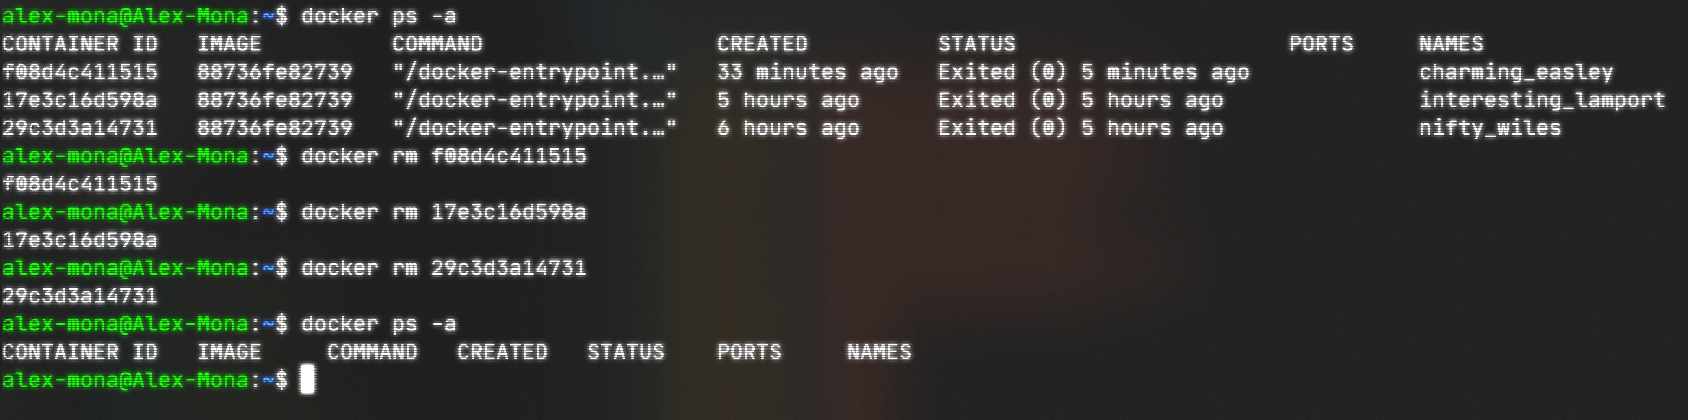 alex-mona@Alex-Mona:~$ docker ps -a
CONTAINER ID   IMAGE          COMMAND                  CREATED          STATUS                     PORTS     NAMES
f08d4c411515   88736fe82739   "/docker-entrypoint.…"   33 minutes ago   Exited (0) 5 minutes ago             charming_easley
17e3c16d598a   88736fe82739   "/docker-entrypoint.…"   5 hours ago      Exited (0) 5 hours ago               interesting_lamport
29c3d3a14731   88736fe82739   "/docker-entrypoint.…"   6 hours ago      Exited (0) 5 hours ago               nifty_wiles
alex-mona@Alex-Mona:~$ docker rm f08d4c411515
f08d4c411515
alex-mona@Alex-Mona:~$ docker rm 17e3c16d598a
17e3c16d598a
alex-mona@Alex-Mona:~$ docker rm 29c3d3a14731
29c3d3a14731
alex-mona@Alex-Mona:~$ docker ps -a
CONTAINER ID   IMAGE     COMMAND   CREATED   STATUS    PORTS     NAMES
alex-mona@Alex-Mona:~$